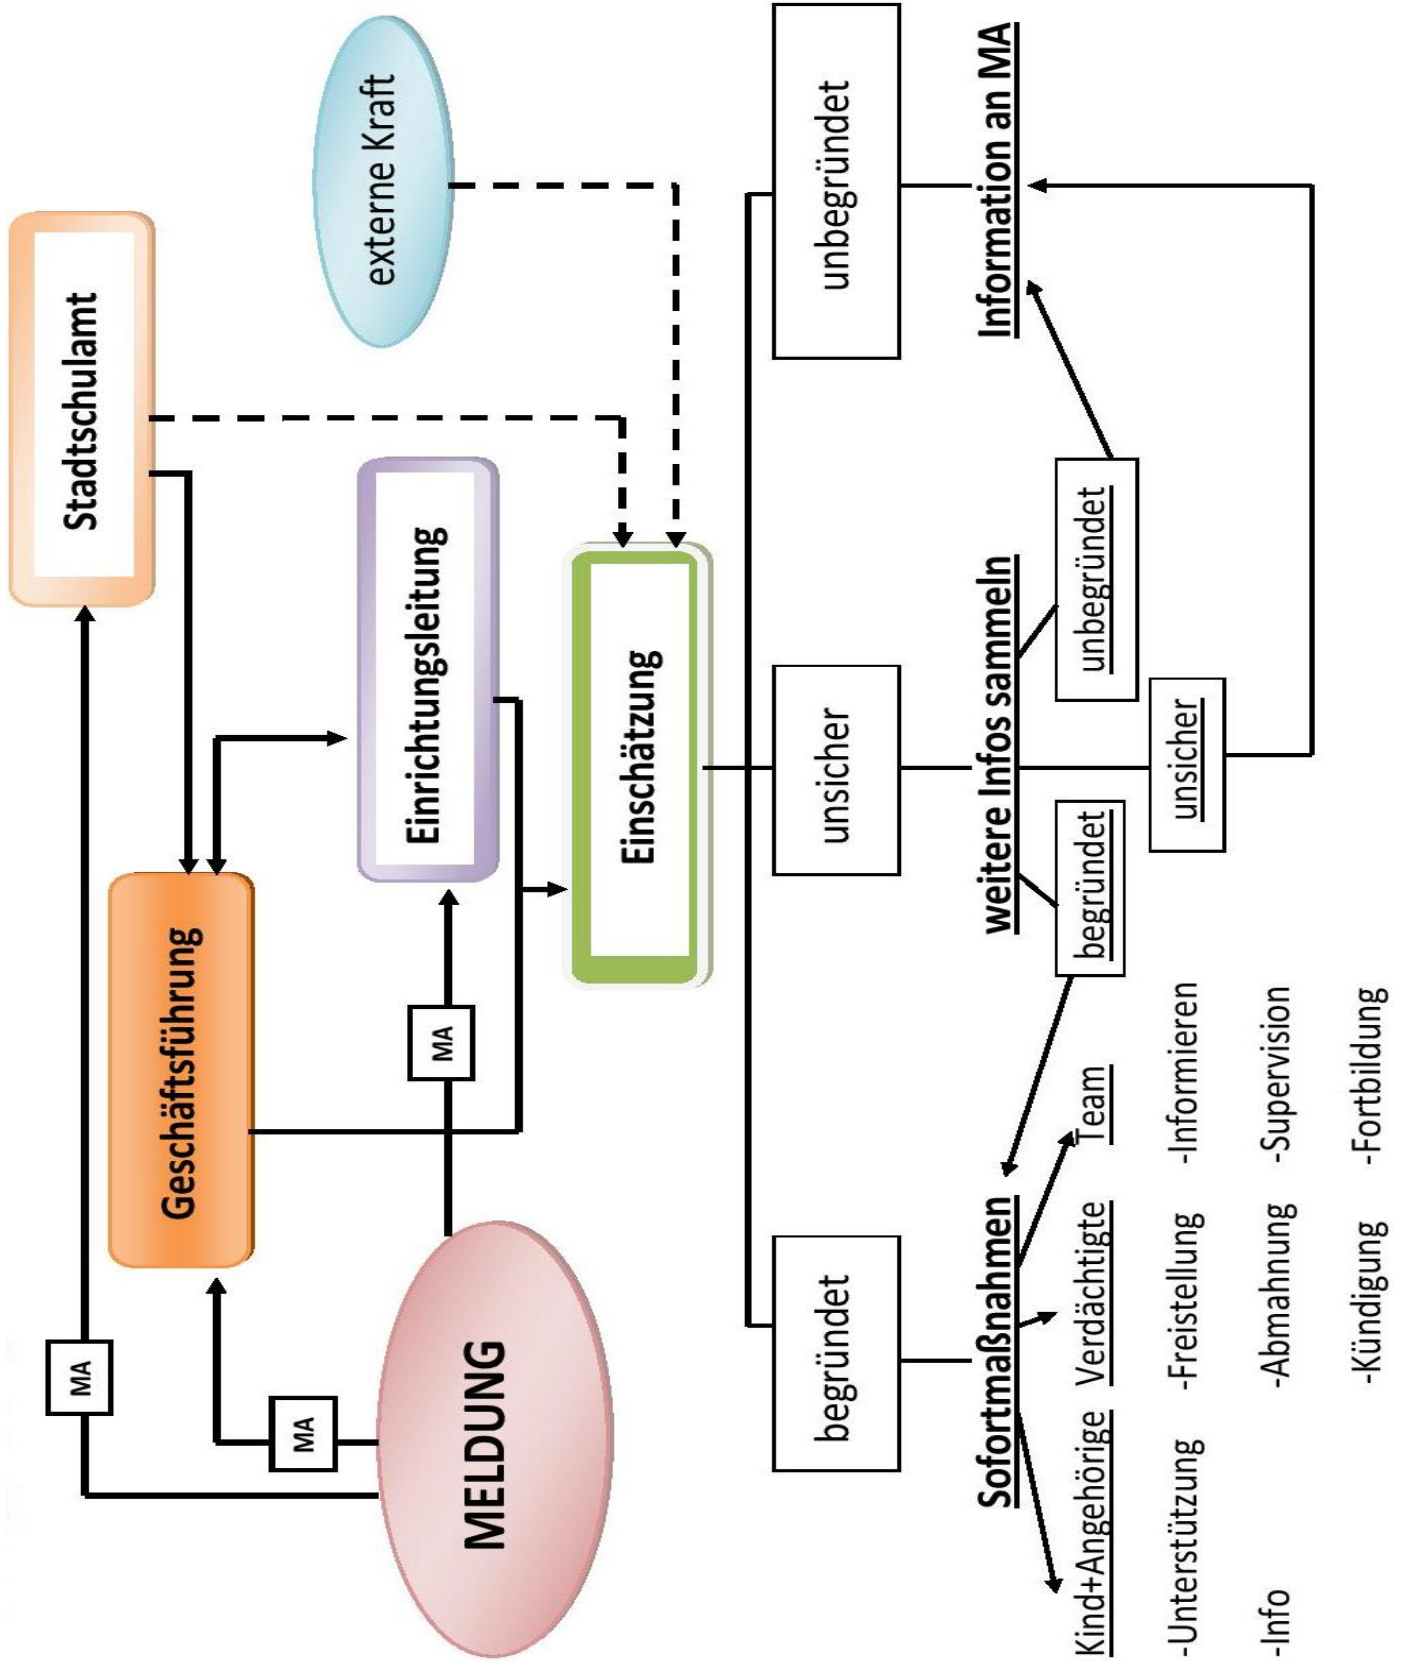 Stadtschulamt
MA
Geschäftsführung
MA
externe Kraft
Einrichtungsleitung
MA
MELDUNG
Einschätzung
begründet
unsicher
unbegründet
Sofortmaßnahmen
weitere Infos sammeln
Information an MA
Kind+Angehörige
Verdächtigte
Team
begründet
unbegründet
unsicher
-Unterstützung
-Freistellung
-Informieren
-Info
-Abmahnung
-Supervision
-Kündigung
-Fortbildung